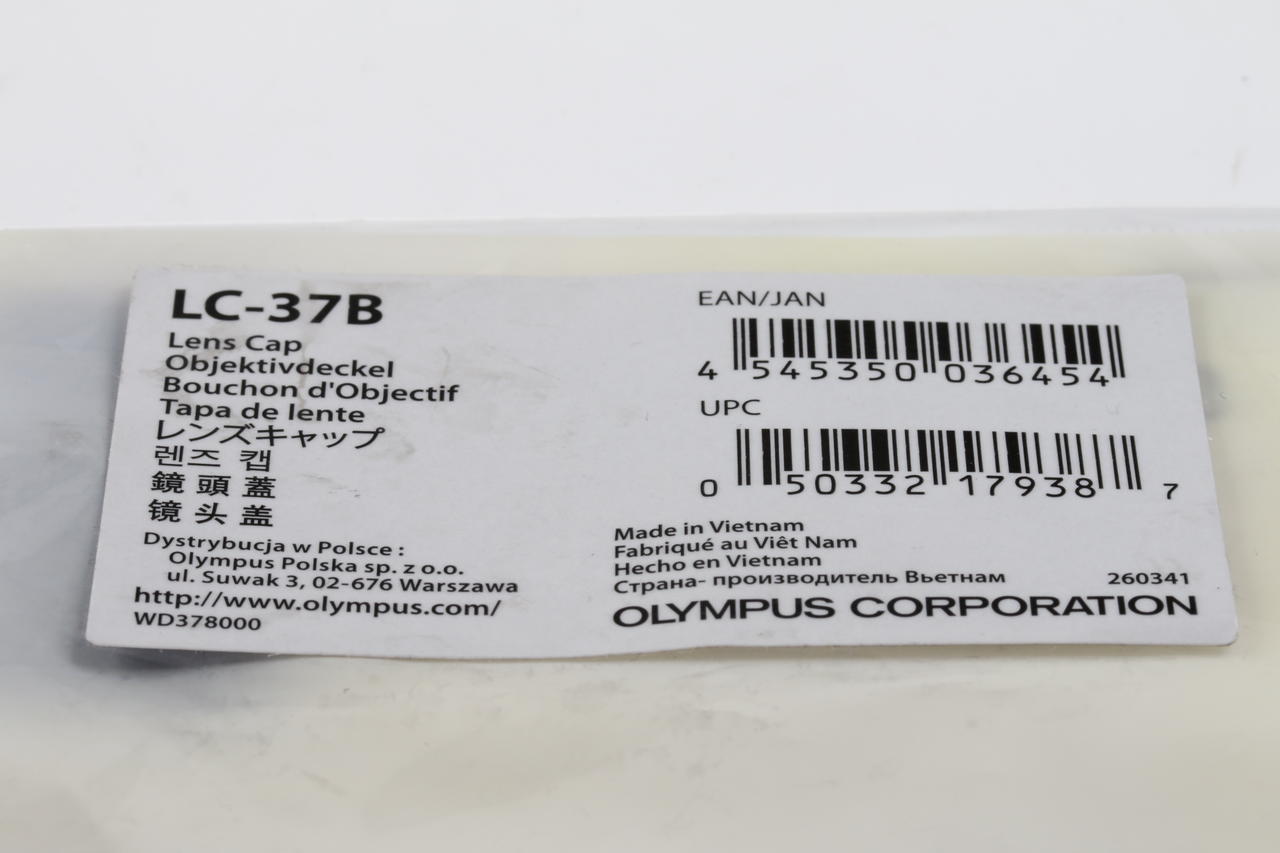 LC-37B
Lens Cap
Objektivdeckel
Bouchon d'Objectif
Tapa de lente
レンズキャップ
렌즈 캡
鏡 頭 蓋
镜 头 盖
Dystrybucja w Polsce :
Olympus Polska sp. z o.o.
ul. Suwak 3, 02-676 Warszawa
http://www.olympus.com/
WD378000
EAN/JAN
4 545350 036454
UPC
0 50332 17938 7
Made in Vietnam
Fabriqué au Viêt Nam
Hecho en Vietnam
Страна- производитель Вьетнам
260341
OLYMPUS CORPORATION